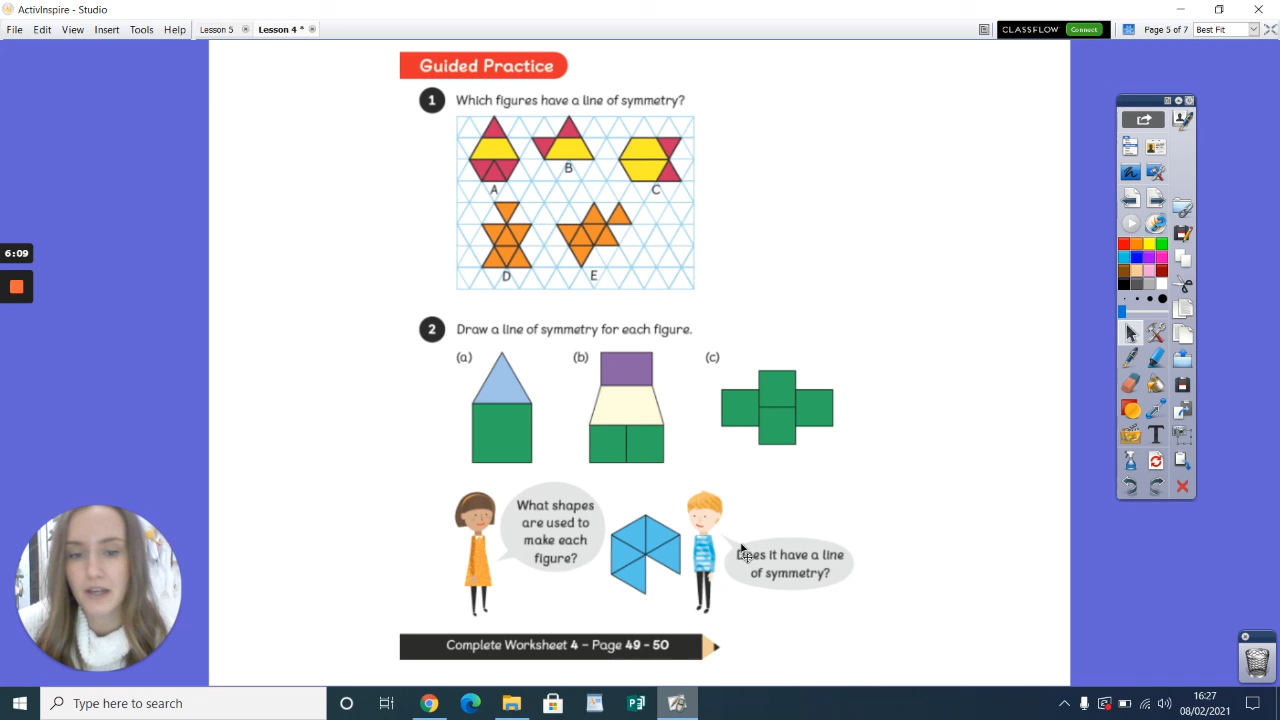 ActivInspire - Studio
File Edit View Insert Tools Help
Lesson 5
Lesson 4 *
CLASSFLOW Connect
Page 5 of 7
Best Fit
Guided Practice
1 Which figures have a line of symmetry?
A
B
C
D
E
6:09
2 Draw a line of symmetry for each figure.
(a)
(b)
(c)
What shapes
are used to
make each
figure?
Does it have a line
of symmetry?
Complete Worksheet 4 – Page 49 - 50
Type here to search
16:27
08/02/2021